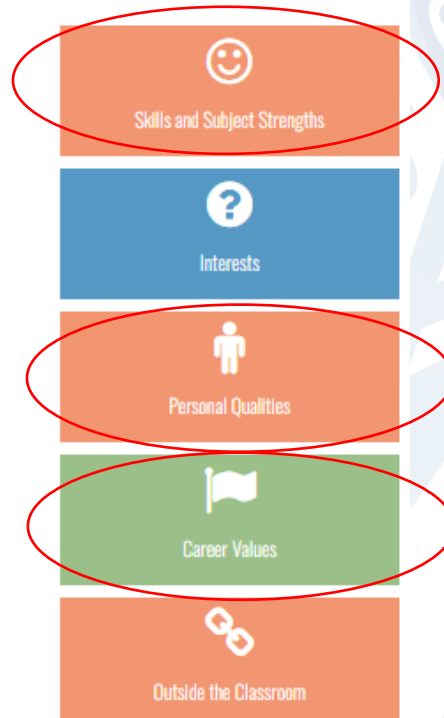 Skills and Subject Strengths
Interests
Personal Qualities
Career Values
Outside the Classroom